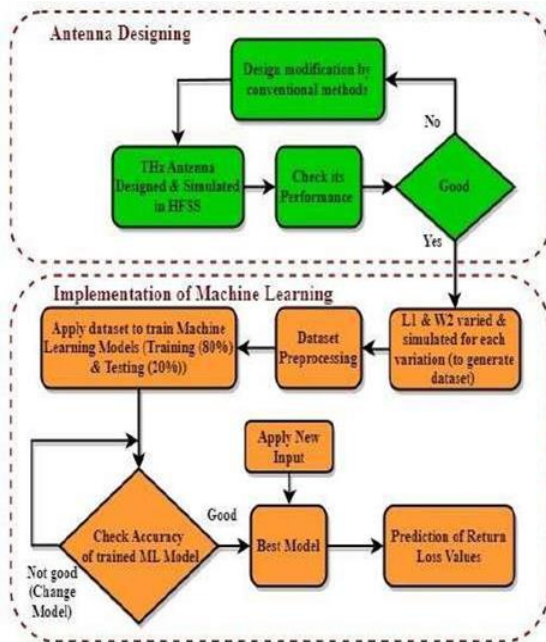 Antenna Designing
Design modification by
conventional methods
No
THz Antenna
Designed & Simulated
in HFSS
Check its
Performance
Good
Yes
Implementation of Machine Learning
Apply dataset to train Machine
Learning Models (Training (80%)
& Testing (20%))
Dataset
Preprocessing
L1 & W2 varied &
simulated for each
variation (to generate
dataset)
Apply New
Input
Check Accuracy
of trained ML Model
Good
Best Model
Prediction of Return
Loss Values
Not good
(Change
Model)